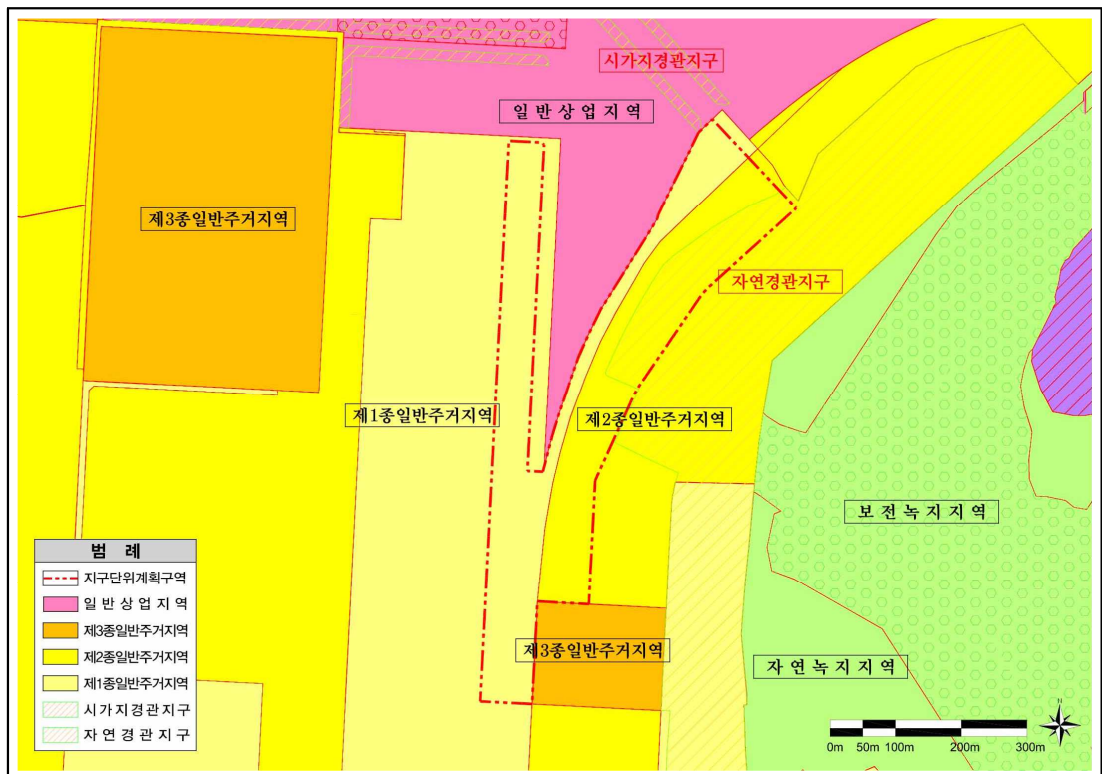 시가지경관지구
일반상업지역
제3종일반주거지역
자연경관지구
제1종일반주거지역
제2종일반주거지역
보전녹지지역
제3종일반주거지역
자연녹지지역
범 례
지구단위계획구역
일반상업지역
제3종일반주거지역
제2종일반주거지역
제1종일반주거지역
시가지경관지구
자연경관지구
N
0m 50m 100m 200m 300m